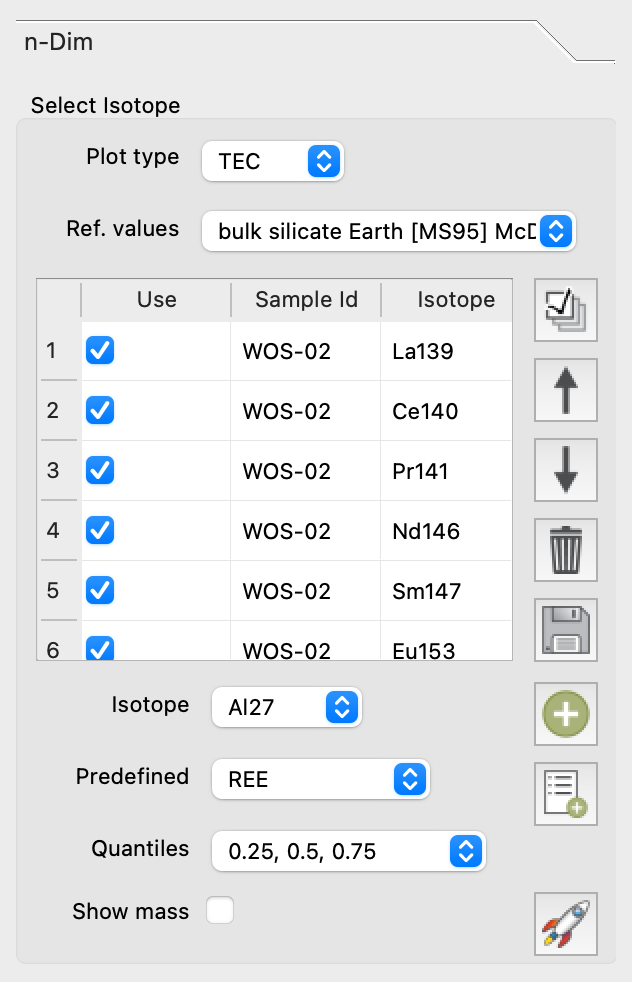 n-Dim
Select Isotope
Plot type TEC
Ref. values bulk silicate Earth [MS95]
Use Sample Id Isotope
1 WOS-02 La139
2 WOS-02 Ce140
3 WOS-02 Pr141
4 WOS-02 Nd146
5 WOS-02 Sm147
6 WOS-02 Eu153
Isotope Al27
Predefined REE
Quantiles 0.25, 0.5, 0.75
Show mass